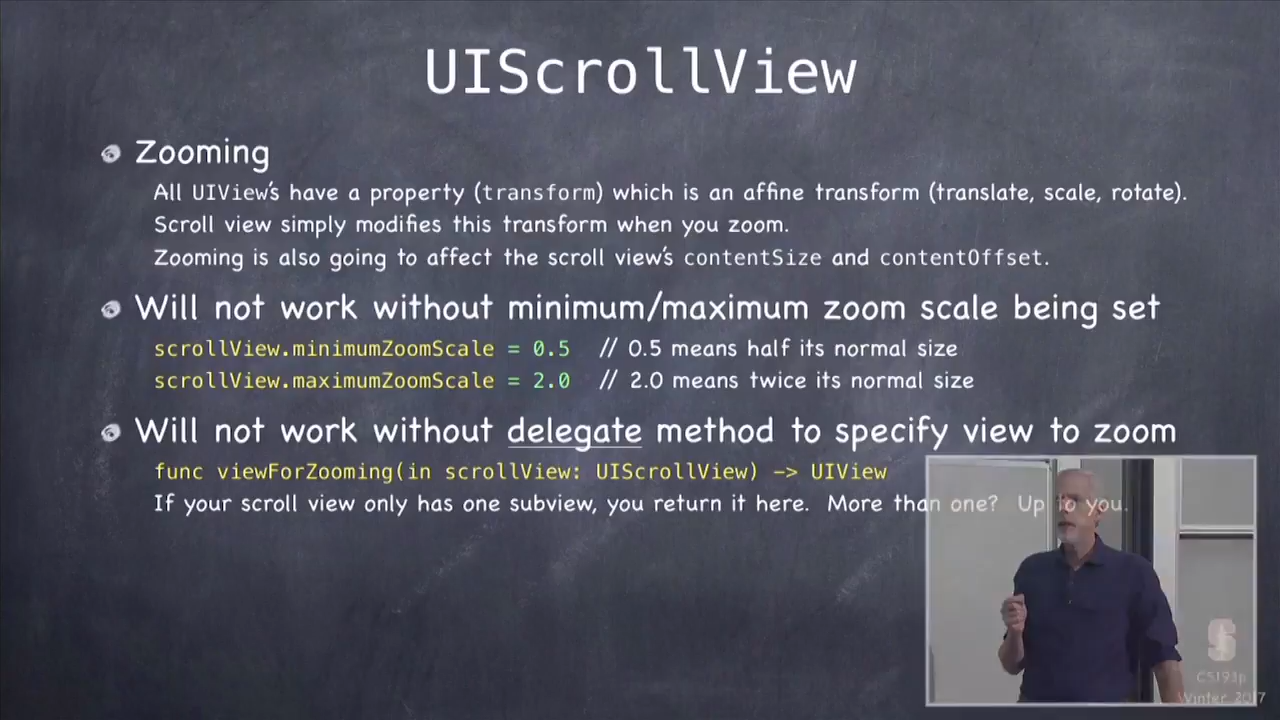 UIScrollView
Zooming
All UIView's have a property (transform) which is an affine transform (translate, scale, rotate).
Scroll view simply modifies this transform when you zoom.
Zooming is also going to affect the scroll view's contentSize and contentOffset.
Will not work without minimum/maximum zoom scale being set
scrollView.minimumZoomScale = 0.5 // 0.5 means half its normal size
scrollView.maximumZoomScale = 2.0 // 2.0 means twice its normal size
Will not work without delegate method to specify view to zoom
func viewForZooming(in scrollView: UIScrollView) -> UIView
If your scroll view only has one subview, you return it here. More than one? Up to you.
S
CS193p
Winter 2017